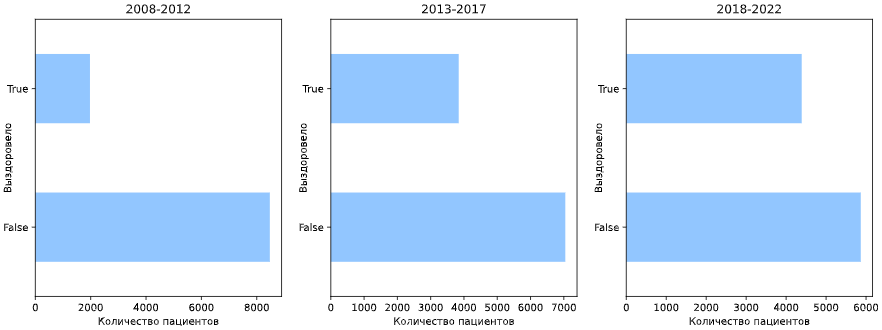 2008-2012
True
False
Выздоровело
0 2000 4000 6000 8000
Количество пациентов
2013-2017
True
False
Выздоровело
0 1000 2000 3000 4000 5000 6000 7000
Количество пациентов
2018-2022
True
False
Выздоровело
0 1000 2000 3000 4000 5000 6000
Количество пациентов